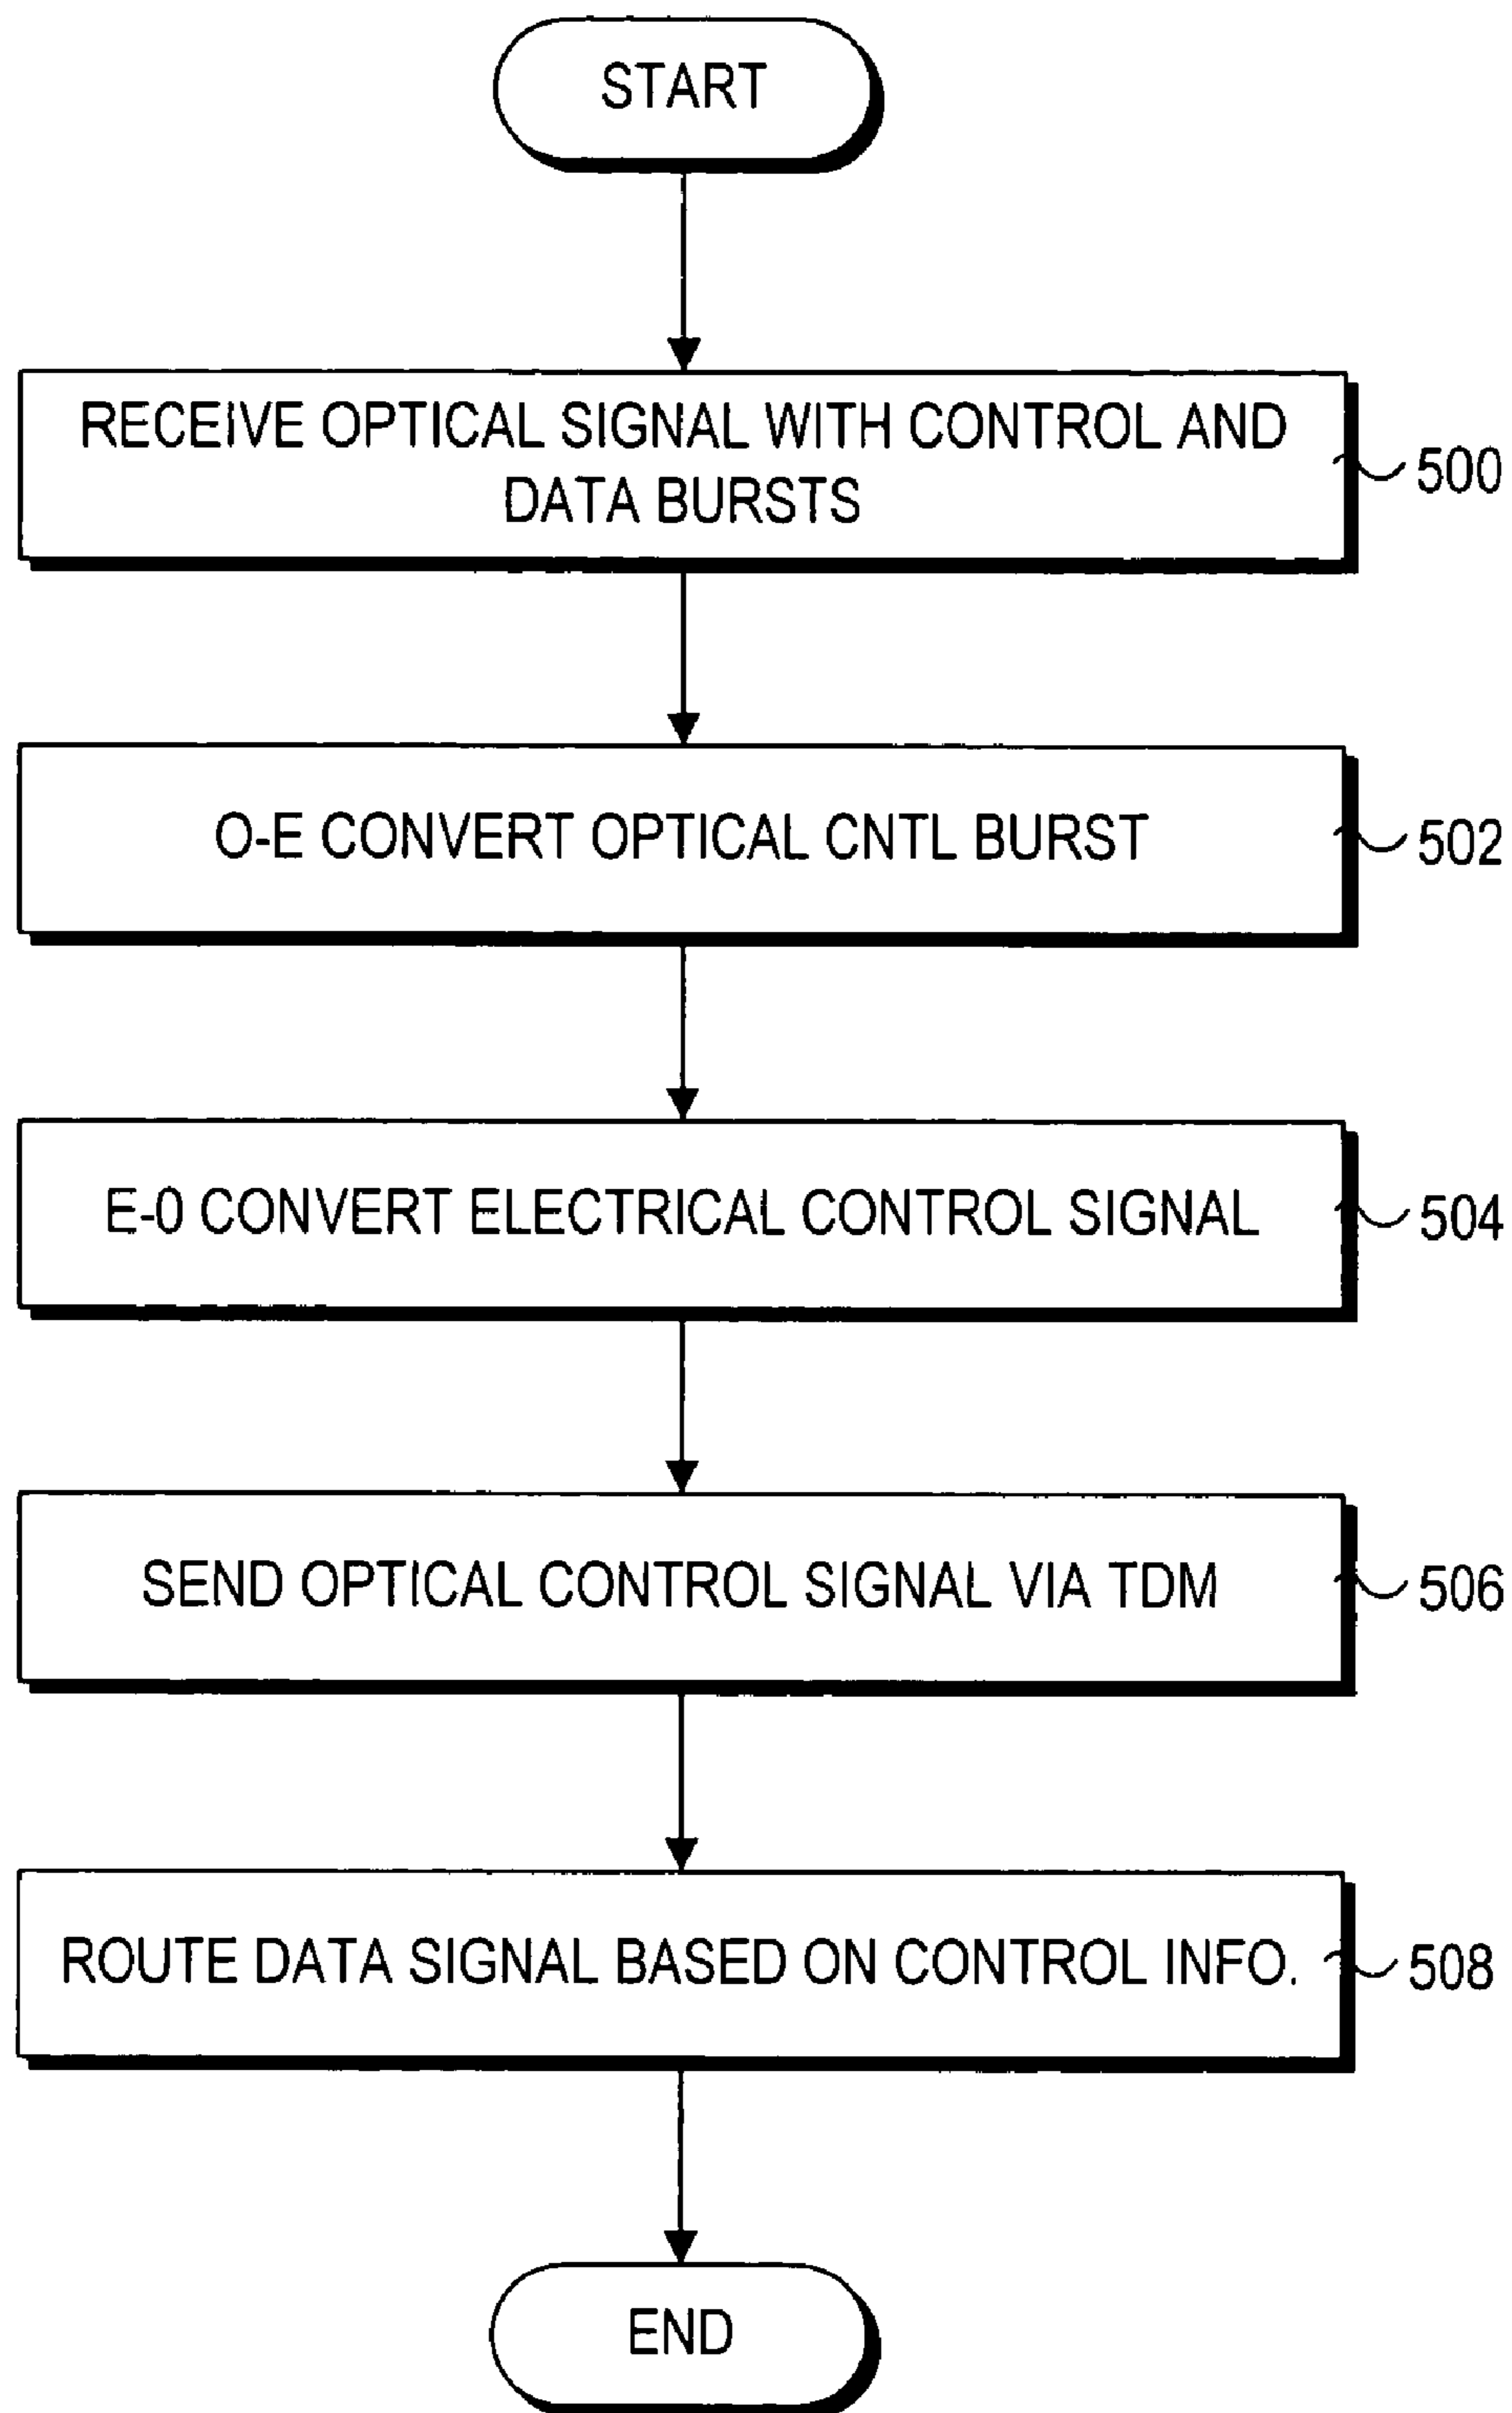 START
RECEIVE OPTICAL SIGNAL WITH CONTROL AND
DATA BURSTS
500
O-E CONVERT OPTICAL CNTL BURST
502
E-0 CONVERT ELECTRICAL CONTROL SIGNAL
504
SEND OPTICAL CONTROL SIGNAL VIA TDM
506
ROUTE DATA SIGNAL BASED ON CONTROL INFO.
508
END